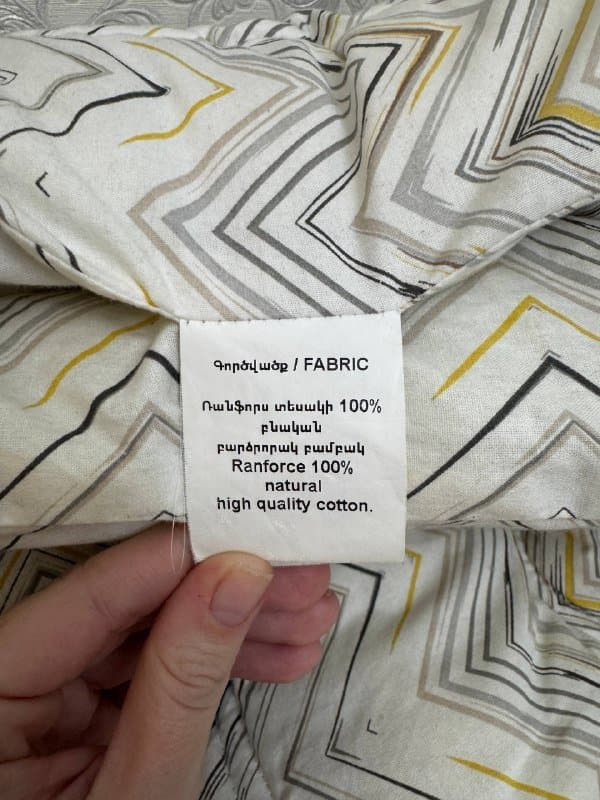 Գործվածք / FABRIC
Ռանֆորս տեսակի 100%
բնական
բարձրորակ բամբակ
Ranforce 100%
natural
high quality cotton.